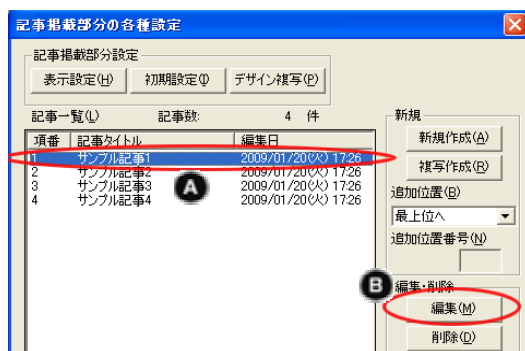 記事掲載部分の各種設定
記事掲載部分設定
表示設定(H) 初期設定(I) デザイン複写(P)
記事一覧(L) 記事数: 4 件
項番 記事タイトル 編集日
1 サンプル記事1 2009/01/20(火) 17:26
2 サンプル記事2 2009/01/20(火) 17:26
3 サンプル記事3 2009/01/20(火) 17:26
4 サンプル記事4 2009/01/20(火) 17:26
A
新規
新規作成(A)
複写作成(R)
追加位置(B)
最上位へ
追加位置番号(N)
B
編集・削除
編集(M)
削除(D)